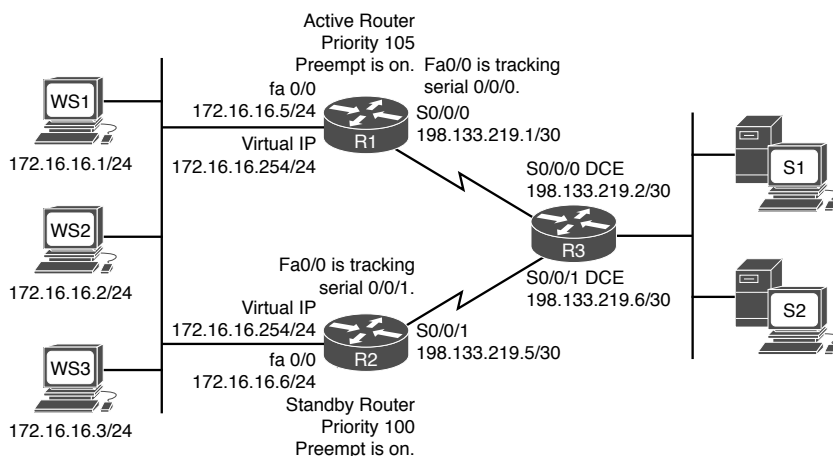 Active Router
Priority 105
Preempt is on.
Fa0/0 is tracking
serial 0/0/0.
fa 0/0
172.16.16.5/24
S0/0/0
198.133.219.1/30
WS1
R1
172.16.16.1/24
Virtual IP
172.16.16.254/24
S0/0/0 DCE
198.133.219.2/30
S1
WS2
R3
172.16.16.2/24
Fa0/0 is tracking
serial 0/0/1.
S0/0/1 DCE
198.133.219.6/30
Virtual IP
172.16.16.254/24
S0/0/1
198.133.219.5/30
S2
WS3
R2
fa 0/0
172.16.16.6/24
172.16.16.3/24
Standby Router
Priority 100
Preempt is on.